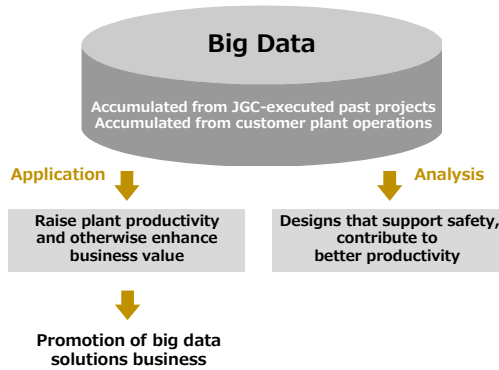 Big Data
Accumulated from JGC-executed past projects
Accumulated from customer plant operations
Application
Analysis
Raise plant productivity
and otherwise enhance
business value
Designs that support safety,
contribute to
better productivity
Promotion of big data
solutions business